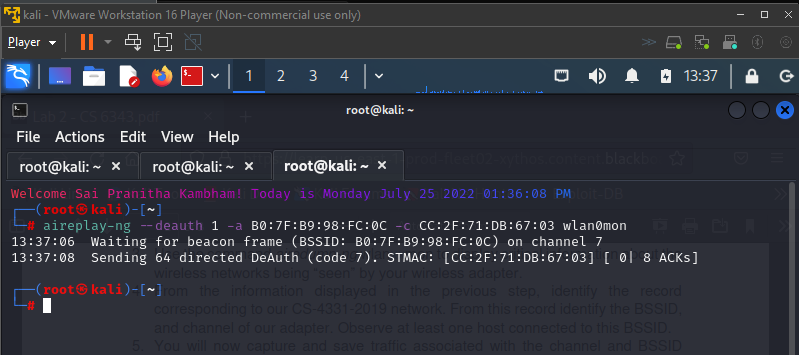 kali - VMware Workstation 16 Player (Non-commercial use only)
Player
1 2 3 4
13:37
root@kali: ~
Lab 2 - CS 6343.pdf
File Actions Edit View Help
root@kali: ~ × root@kali: ~ × root@kali: ~ ×
Welcome Sai Pranitha Kambham! Today is Monday July 25 2022 01:36:08 PM
(root㉿kali)-[~]
# aireplay-ng --deauth 1 -a B0:7F:B9:98:FC:0C -c CC:2F:71:DB:67:03 wlan0mon
13:37:06 Waiting for beacon frame (BSSID: B0:7F:B9:98:FC:0C) on channel 7
13:37:08 Sending 64 directed DeAuth (code 7). STMAC: [CC:2F:71:DB:67:03] [ 0| 8 ACKs]
wireless networks being "seen" by your wireless adapter.
(root㉿kali)-[~]
#
From the information displayed in the previous step, identify the record
corresponding to our CS-4331-2019 network. From this record identify the BSSID,
and channel of our adapter. Observe at least one host connected to this BSSID.
5. You will now capture and save traffic associated with the channel and BSSID